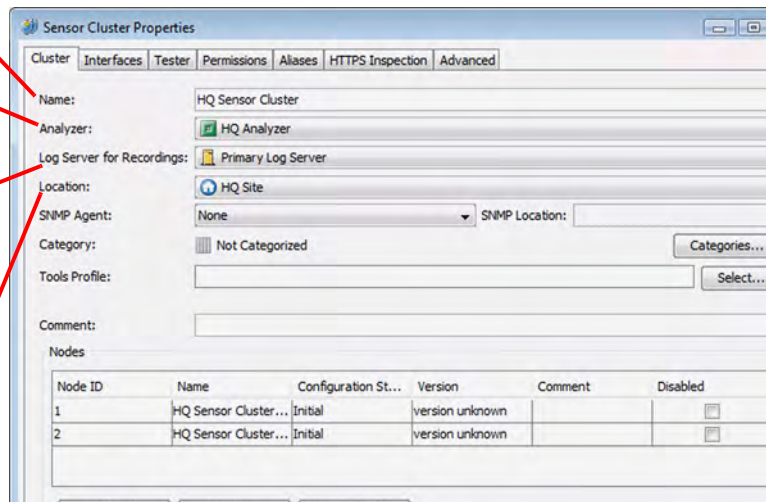 Sensor Cluster Properties
Cluster Interfaces Tester Permissions Aliases HTTPS Inspection Advanced
Name: HQ Sensor Cluster
Analyzer: HQ Analyzer
Log Server for Recordings: Primary Log Server
Location: HQ Site
SNMP Agent: None SNMP Location:
Category: Not Categorized Categories...
Tools Profile: Select...
Comment:
Nodes
Node ID Name Configuration St... Version Comment Disabled
1 HQ Sensor Cluster... Initial version unknown
2 HQ Sensor Cluster... Initial version unknown